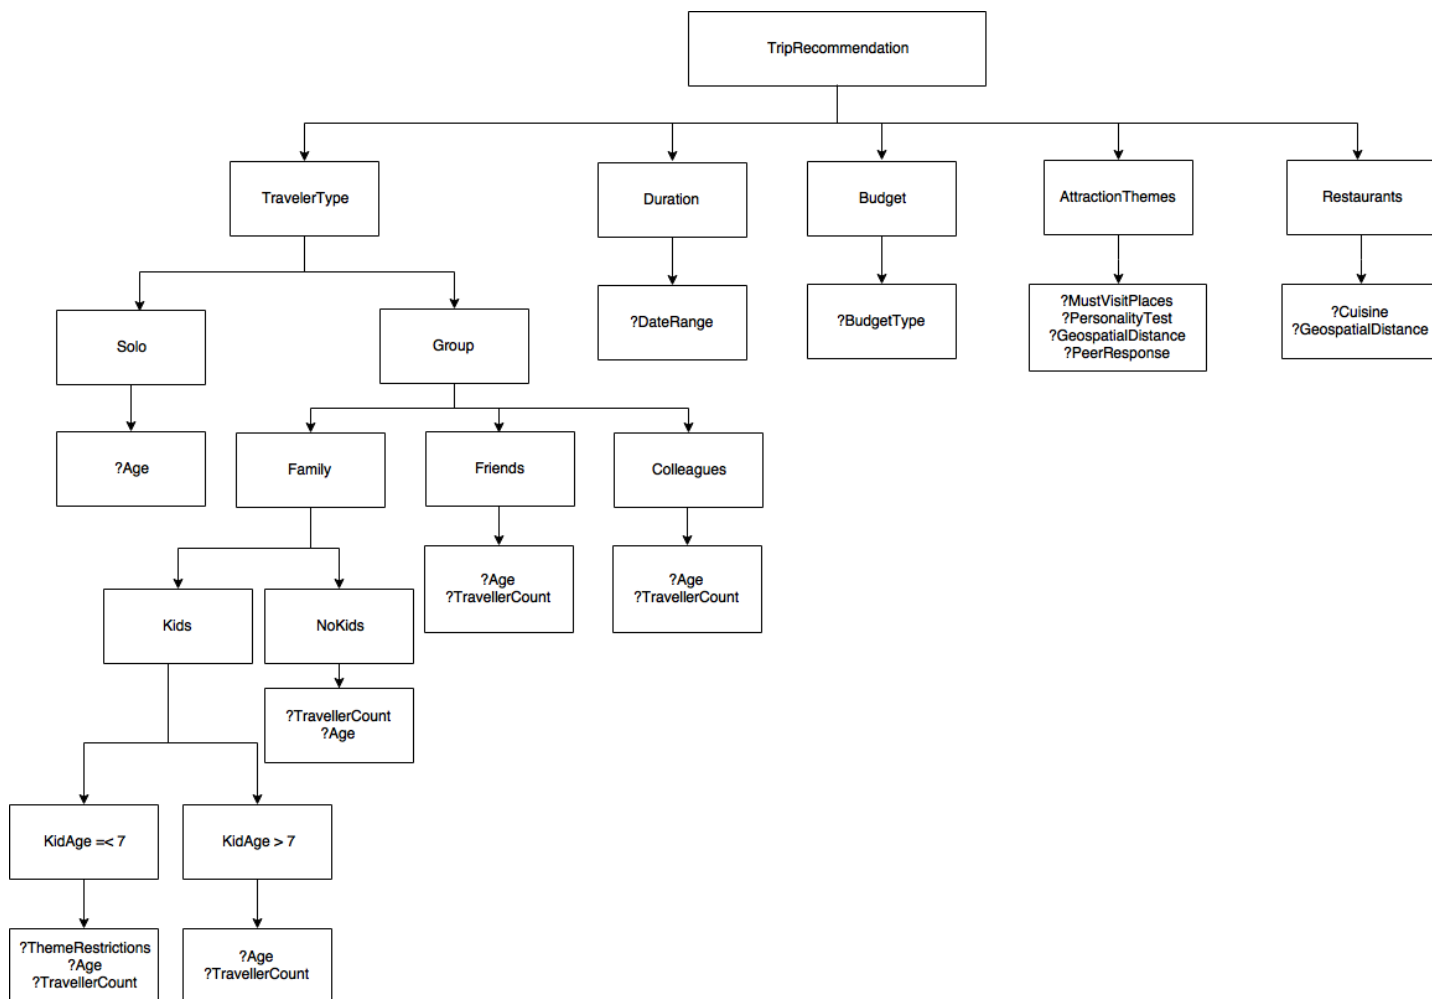 TripRecommendation
TravelerType
Duration
Budget
AttractionThemes
Restaurants
Solo
Group
?DateRange
?BudgetType
?MustVisitPlaces
?PersonalityTest
?GeospatialDistance
?PeerResponse
?Cuisine
?GeospatialDistance
?Age
Family
Friends
Colleagues
Kids
NoKids
?Age
?TravellerCount
?Age
?TravellerCount
?TravellerCount
?Age
KidAge =< 7
KidAge > 7
?ThemeRestrictions
?Age
?TravellerCount
?Age
?TravellerCount